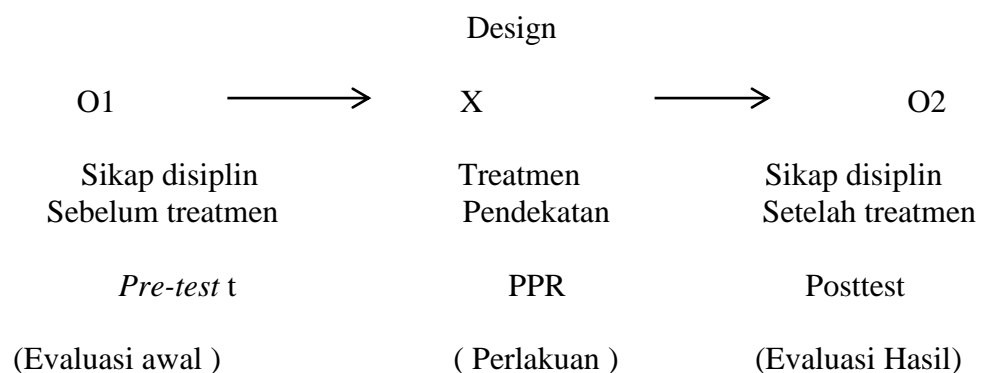 Design
O1 X O2
Sikap disiplin Treatmen Sikap disiplin
Sebelum treatmen Pendekatan Setelah treatmen
Pre-test t PPR Posttest
(Evaluasi awal ) ( Perlakuan ) (Evaluasi Hasil)